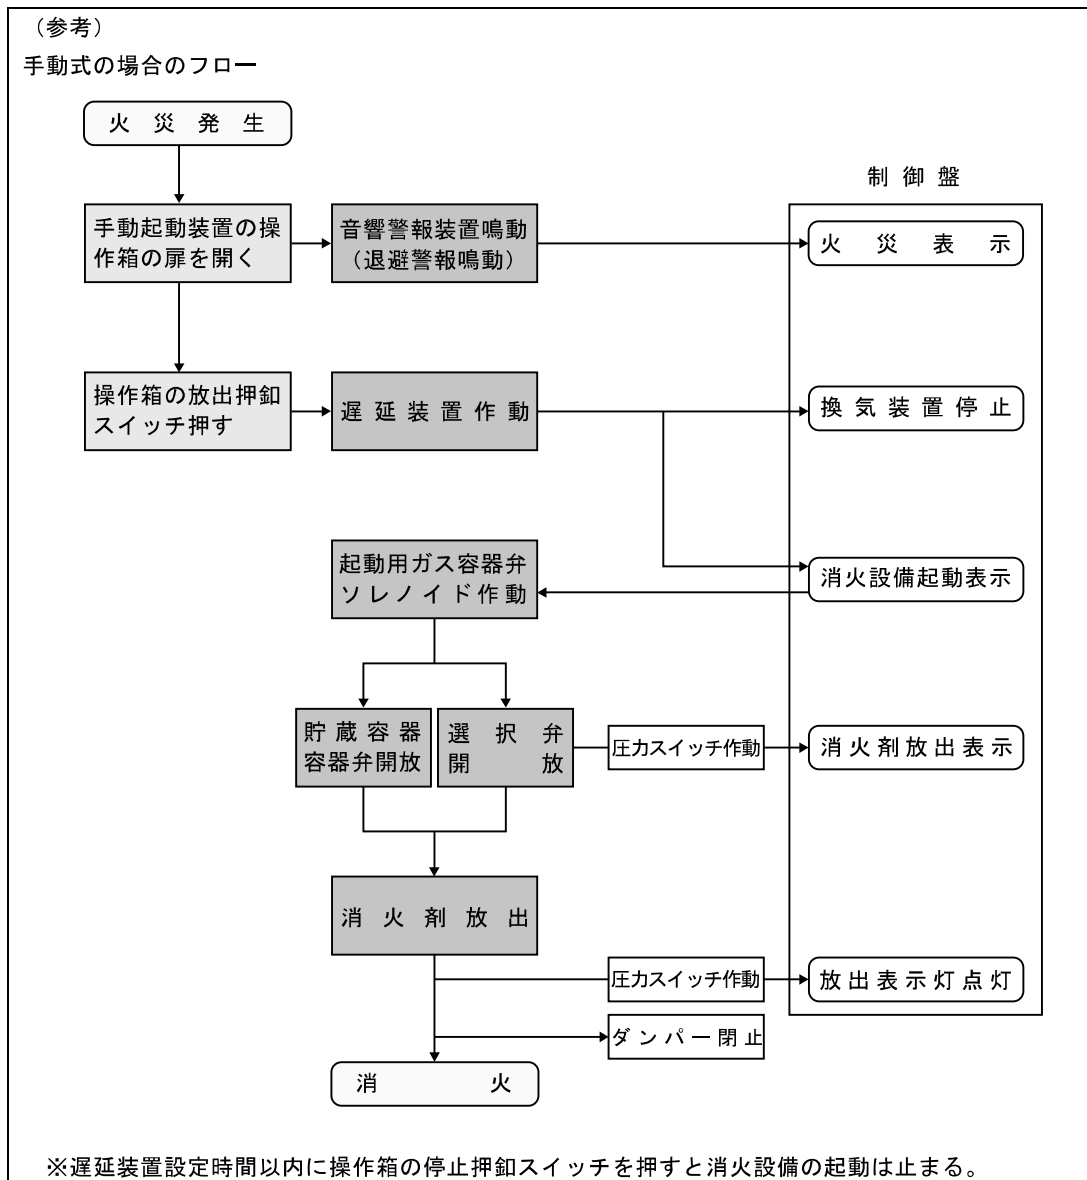 (参考)
手動式の場合のフロー
火災発生
制御盤
手動起動装置の操
作箱の扉を開く
音響警報装置鳴動
(退避警報鳴動)
火災表示
操作箱の放出押釦
スイッチ押す
遅延装置作動
換気装置停止
起動用ガス容器弁
ソレノイド作動
消火設備起動表示
貯蔵容器
容器弁開放
選択弁
開放
圧力スイッチ作動
消火剤放出表示
消火剤放出
圧力スイッチ作動
放出表示灯点灯
ダンパー閉止
消火
※遅延装置設定時間以内に操作箱の停止押釦スイッチを押すと消火設備の起動は止まる。